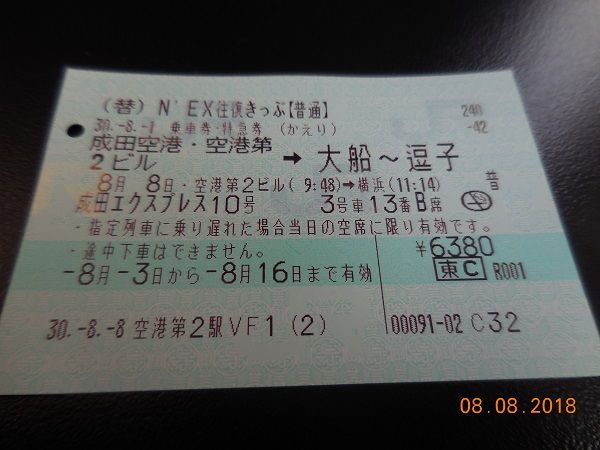 (替)N'EX往復きっぷ【普通】 240
30.-8.-1 乗車券・特急券 (かえり) -42
成田空港・空港第
2ビル ➡ 大船~逗子
8月 8日・空港第2ビル( 9:48)➡横浜(11:14) 普
成田エクスプレス10号 3号車13番B席
・指定列車に乗り遅れた場合当日の空席に限り有効です。
・途中下車はできません。 ¥6380
-8月-3日から-8月16日まで有効 東C R001
30.-8.-8 空港第2駅VF1 (2) 00091-02 C32
08.08.2018